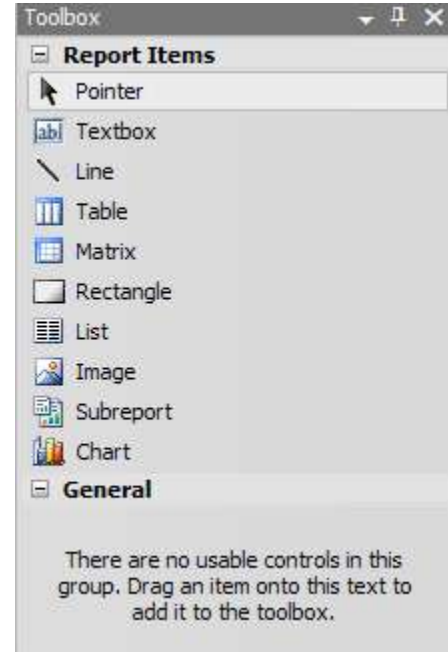 Toolbox
Report Items
Pointer
abl Textbox
Line
Table
Matrix
Rectangle
List
Image
Subreport
Chart
General
There are no usable controls in this
group. Drag an item onto this text to
add it to the toolbox.